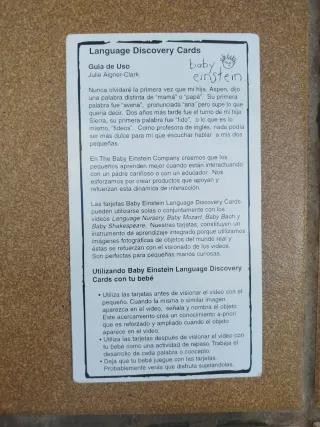 Language Discovery Cards
baby
einstein
Guía de Uso
Julie Aigner-Clark
Nunca olvidaré la primera vez que mi hija, Aspen, dijo
una palabra distinta de "mamá" o "papá". Su primera
palabra fue "avena", pronunciada "ana" pero supe lo que
quería decir. Dos años más tarde fue el turno de mi hija
Sierra, su primera palabra fue "fido", o lo que es lo
mismo, "fideos". Como profesora de inglés, nada podía
ser más dulce para mí que escuchar hablar a mis dos
pequeñas.
En The Baby Einstein Company creemos que los
pequeños aprenden mejor cuando están interactuando
con un padre cariñoso o con un educador. Nos
esforzamos por crear productos que apoyan y
refuerzan esta dinámica de interacción.
Las tarjetas Baby Einstein Language Discovery Cards
pueden utilizarse solas o conjuntamente con los
videos Language Nursery, Baby Mozart, Baby Bach y
Baby Shakespeare. Nuestras tarjetas, constituyen un
instrumento de aprendizaje integrado porque utilizamos
imágenes fotográficas de objetos del mundo real y
éstas se refuerzan con el visionado de los videos.
Son perfectas para pequeñas manos curiosas.
Utilizando Baby Einstein Language Discovery
Cards con tu bebé
• Utiliza las tarjetas antes de visionar el video con el
pequeño. Cuando la misma o similar imagen
aparezca en el video, señala y nombra el objeto.
Este acercamiento crea un conocimiento a-priori
que es reforzado y ampliado cuando el objeto
aparece en el video.
• Utiliza las tarjetas después de visionar el video con
tu bebé como una actividad de repaso. Trabaja el
desarrollo de cada palabra o concepto.
• Deja que tu bebé juegue con las tarjetas.
Probablemente verás que disfruta sujetándolas,